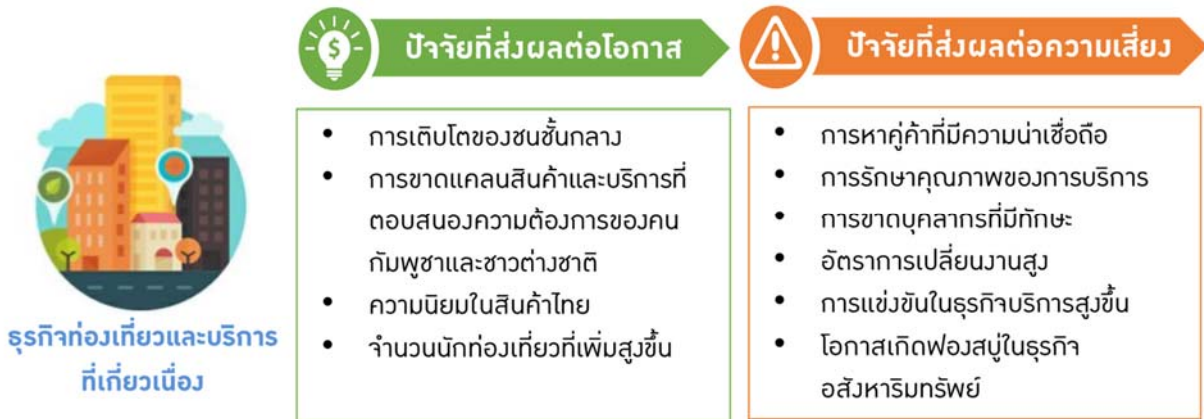 ปัจจัยที่ส่งผลต่อโอกาส
ปัจจัยที่ส่งผลต่อความเสี่ยง
ธุรกิจท่องเที่ยวและบริการ
ที่เกี่ยวเนื่อง
• การเติบโตของชนชั้นกลาง
• การขาดแคลนสินค้าและบริการที่
ตอบสนองความต้องการของคน
กัมพูชาและชาวต่างชาติ
• ความนิยมในสินค้าไทย
• จำนวนนักท่องเที่ยวที่เพิ่มสูงขึ้น
• การหาคู่ค้าที่มีความน่าเชื่อถือ
• การรักษาคุณภาพของการบริการ
• การขาดบุคลากรที่มีทักษะ
• อัตราการเปลี่ยนงานสูง
• การแข่งขันในธุรกิจบริการสูงขึ้น
• โอกาสเกิดฟองสบู่ในธุรกิจ
อสังหาริมทรัพย์